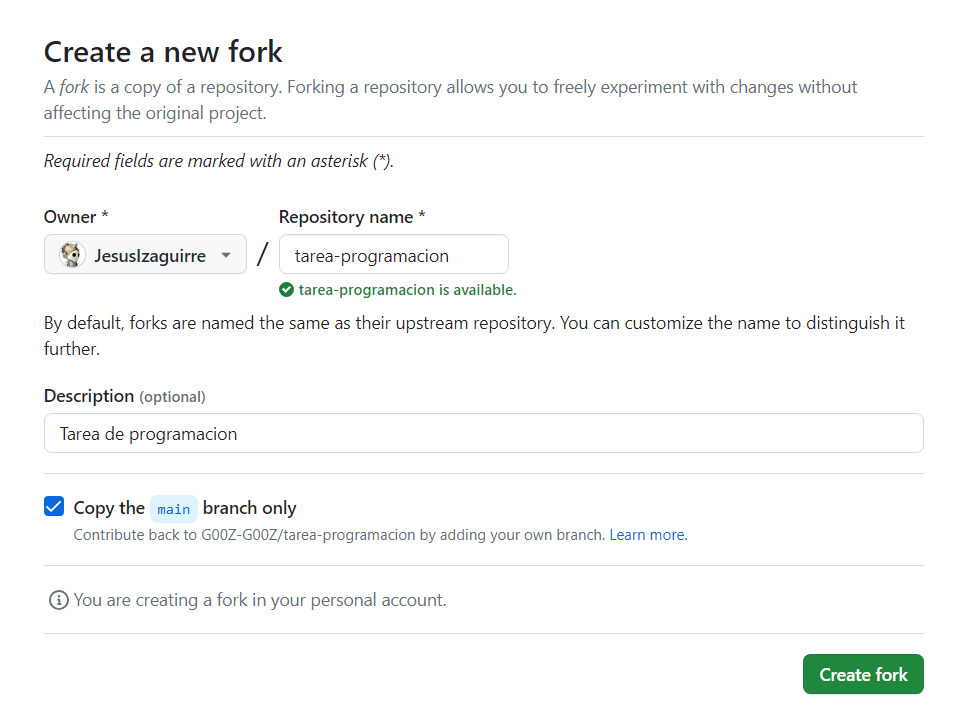 Create a new fork
A fork is a copy of a repository. Forking a repository allows you to freely experiment with changes without
affecting the original project.
Required fields are marked with an asterisk (*).
Owner *
Repository name *
JesusIzaguirre
/
tarea-programacion
tarea-programacion is available.
By default, forks are named the same as their upstream repository. You can customize the name to distinguish it
further.
Description (optional)
Tarea de programacion
Copy the main branch only
Contribute back to G00Z-G00Z/tarea-programacion by adding your own branch. Learn more.
You are creating a fork in your personal account.
Create fork